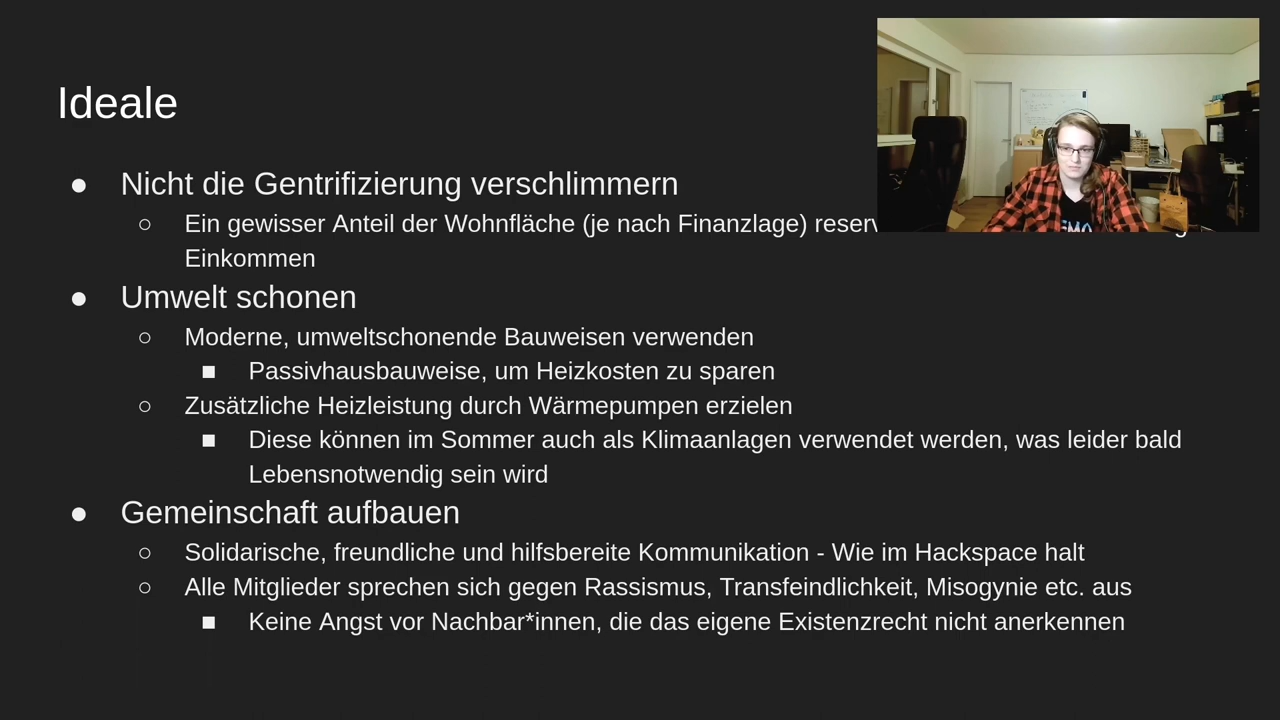 Ideale
● Nicht die Gentrifizierung verschlimmern
○ Ein gewisser Anteil der Wohnfläche (je nach Finanzlage)
Einkommen
● Umwelt schonen
○ Moderne, umweltschonende Bauweisen verwenden
■ Passivhausbauweise, um Heizkosten zu sparen
○ Zusätzliche Heizleistung durch Wärmepumpen erzielen
■ Diese können im Sommer auch als Klimaanlagen verwendet werden, was leider bald
Lebensnotwendig sein wird
● Gemeinschaft aufbauen
○ Solidarische, freundliche und hilfsbereite Kommunikation - Wie im Hackspace halt
○ Alle Mitglieder sprechen sich gegen Rassismus, Transfeindlichkeit, Misogynie etc. aus
■ Keine Angst vor Nachbar*innen, die das eigene Existenzrecht nicht anerkennen